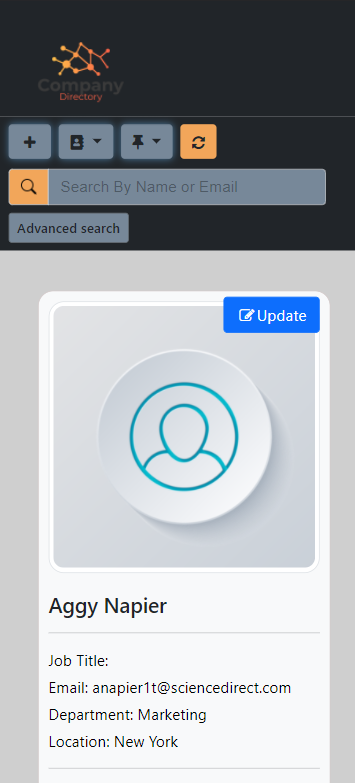 Company
Directory
Search By Name or Email
Advanced search
Update
Aggy Napier
Job Title:
Email: anapier1t@sciencedirect.com
Department: Marketing
Location: New York